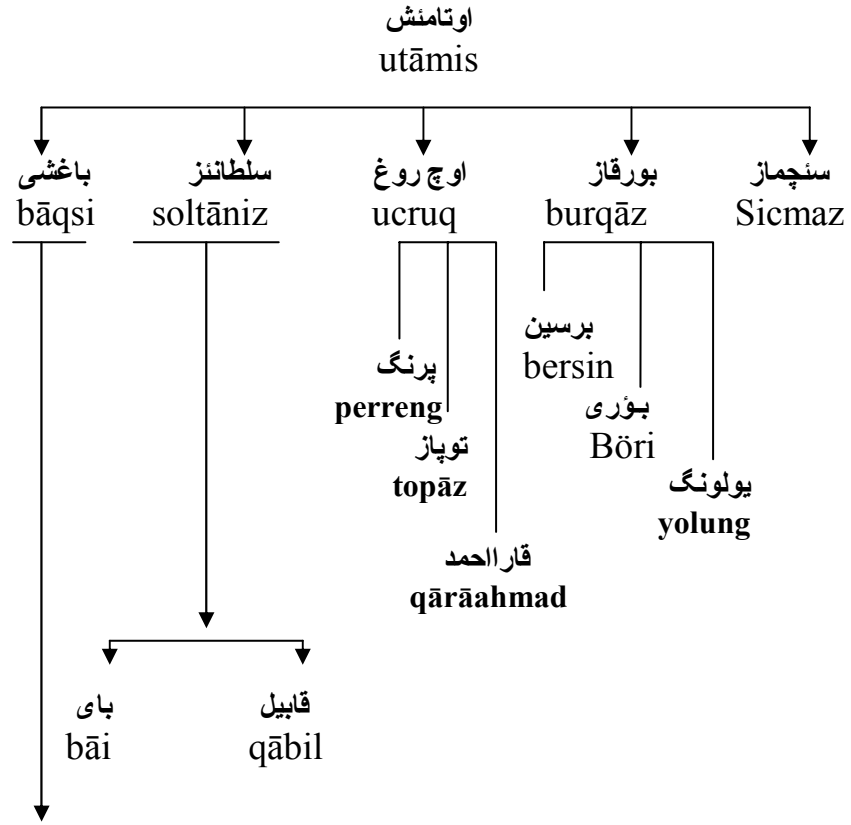 اوتامئش
utāmis
باغشی
bāqsi
سلطانئز
soltāniz
اوچ روغ
ucruq
بورقاز
burqāz
سئچماز
Sicmaz
پرنگ
perreng
توپاز
topāz
قارااحمد
qārāahmad
برسین
bersin
بؤری
Böri
یولونگ
yolung
بای
bāi
قابیل
qābil